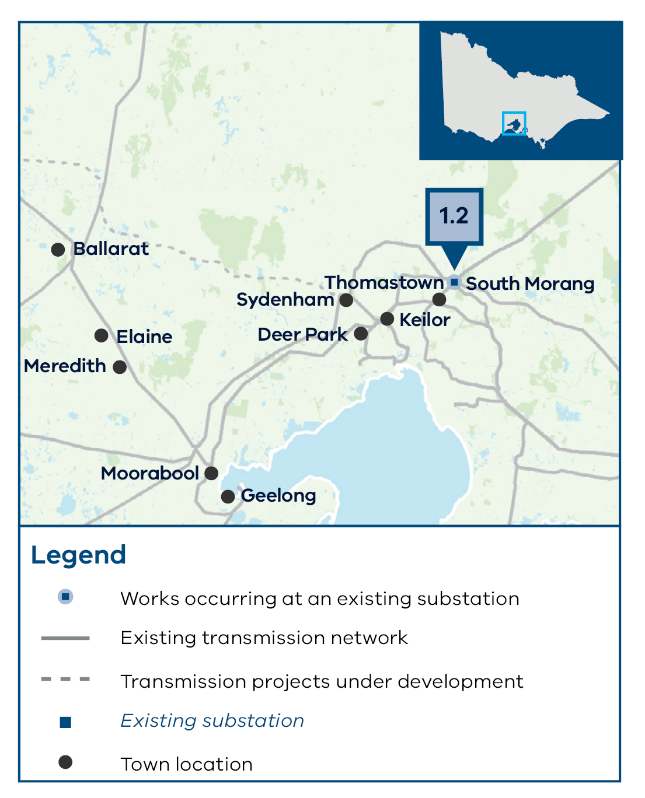 1.2
Ballarat
Thomastown
South Morang
Sydenham
Keilor
Deer Park
Elaine
Meredith
Moorabool
Geelong
Legend
Works occurring at an existing substation
Existing transmission network
Transmission projects under development
Existing substation
Town location